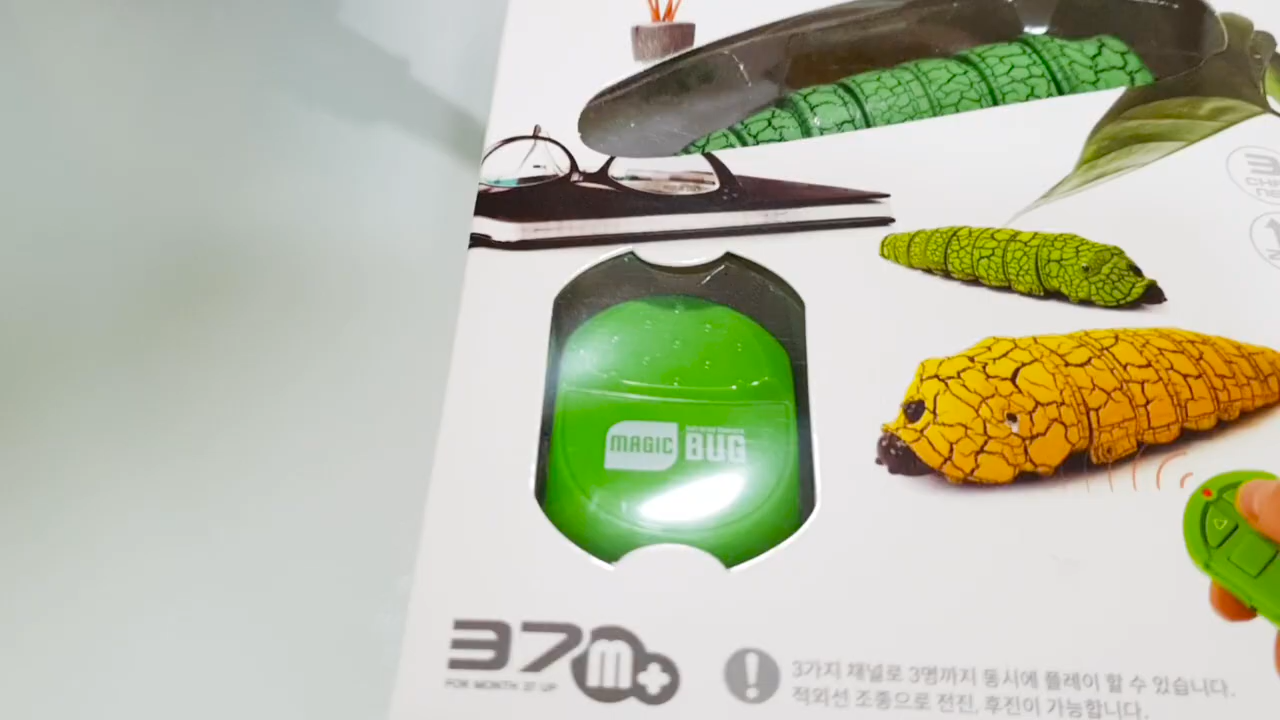 MAGIC BUG
37m+
FOR MONTH 37 UP
3가지 채널로 3명까지 동시에 플레이 할 수 있습니다.
적외선 조종으로 전진, 후진이 가능합니다.